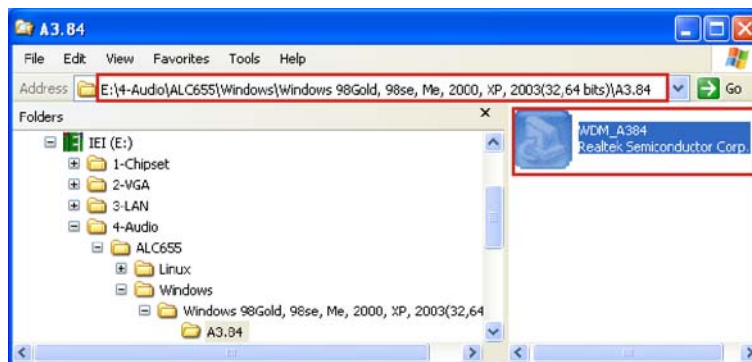 A3.84
File Edit View Favorites Tools Help
Address E:\4-Audio\ALC655\Windows\Windows 98Gold, 98se, Me, 2000, XP, 2003(32,64 bits)\A3.84 Go
Folders
IEI (E:)
1-Chipset
2-VGA
3-LAN
4-Audio
ALC655
Linux
Windows
Windows 98Gold, 98se, Me, 2000, XP, 2003(32,64
A3.84
WDM_A384
Realtek Semiconductor Corp.